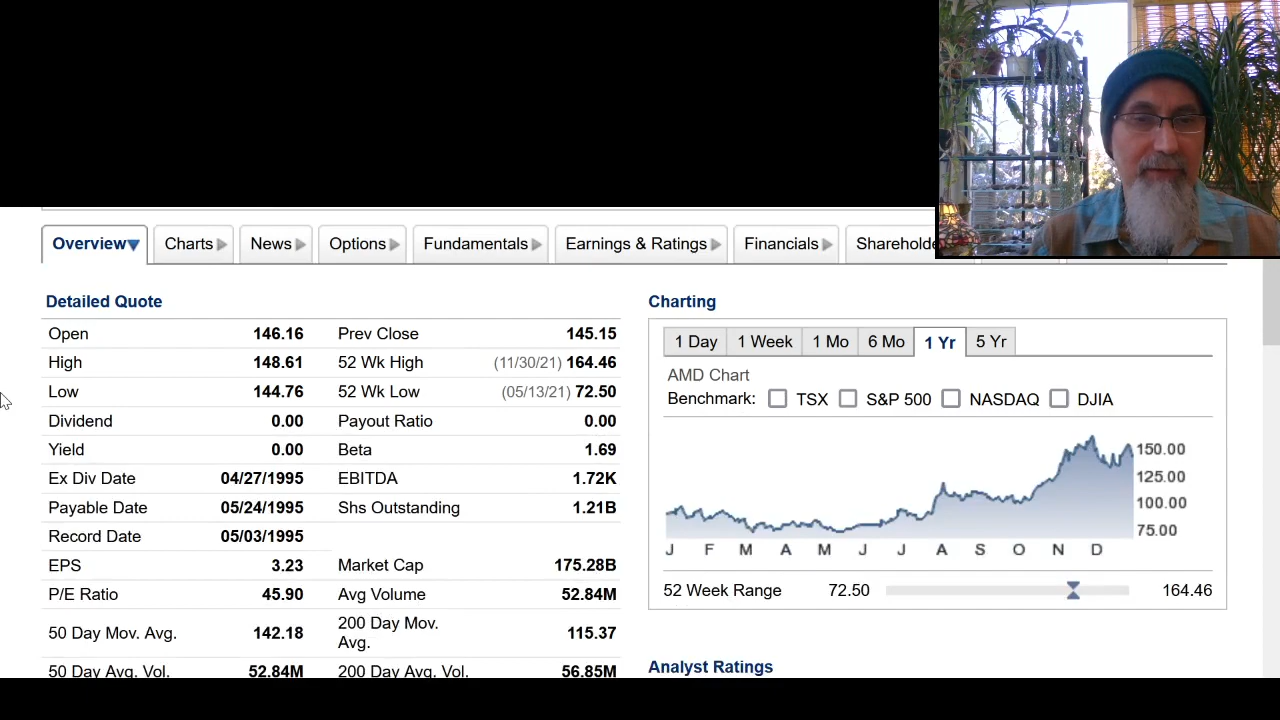 Overview Charts News Options Fundamentals Earnings & Ratings Financials Shareholde
Detailed Quote
Open 146.16 Prev Close 145.15
High 148.61 52 Wk High (11/30/21) 164.46
Low 144.76 52 Wk Low (05/13/21) 72.50
Dividend 0.00 Payout Ratio 0.00
Yield 0.00 Beta 1.69
Ex Div Date 04/27/1995 EBITDA 1.72K
Payable Date 05/24/1995 Shs Outstanding 1.21B
Record Date 05/03/1995
EPS 3.23 Market Cap 175.28B
P/E Ratio 45.90 Avg Volume 52.84M
50 Day Mov. Avg. 142.18 200 Day Mov. Avg. 115.37
50 Day Avg. Vol. 52.84M 200 Day Avg. Vol. 56.85M
Charting
1 Day 1 Week 1 Mo 6 Mo 1 Yr 5 Yr
AMD Chart
Benchmark: TSX S&P 500 NASDAQ DJIA
150.00
125.00
100.00
75.00
J F M A M J J A S O N D
52 Week Range 72.50 164.46
Analyst Ratings